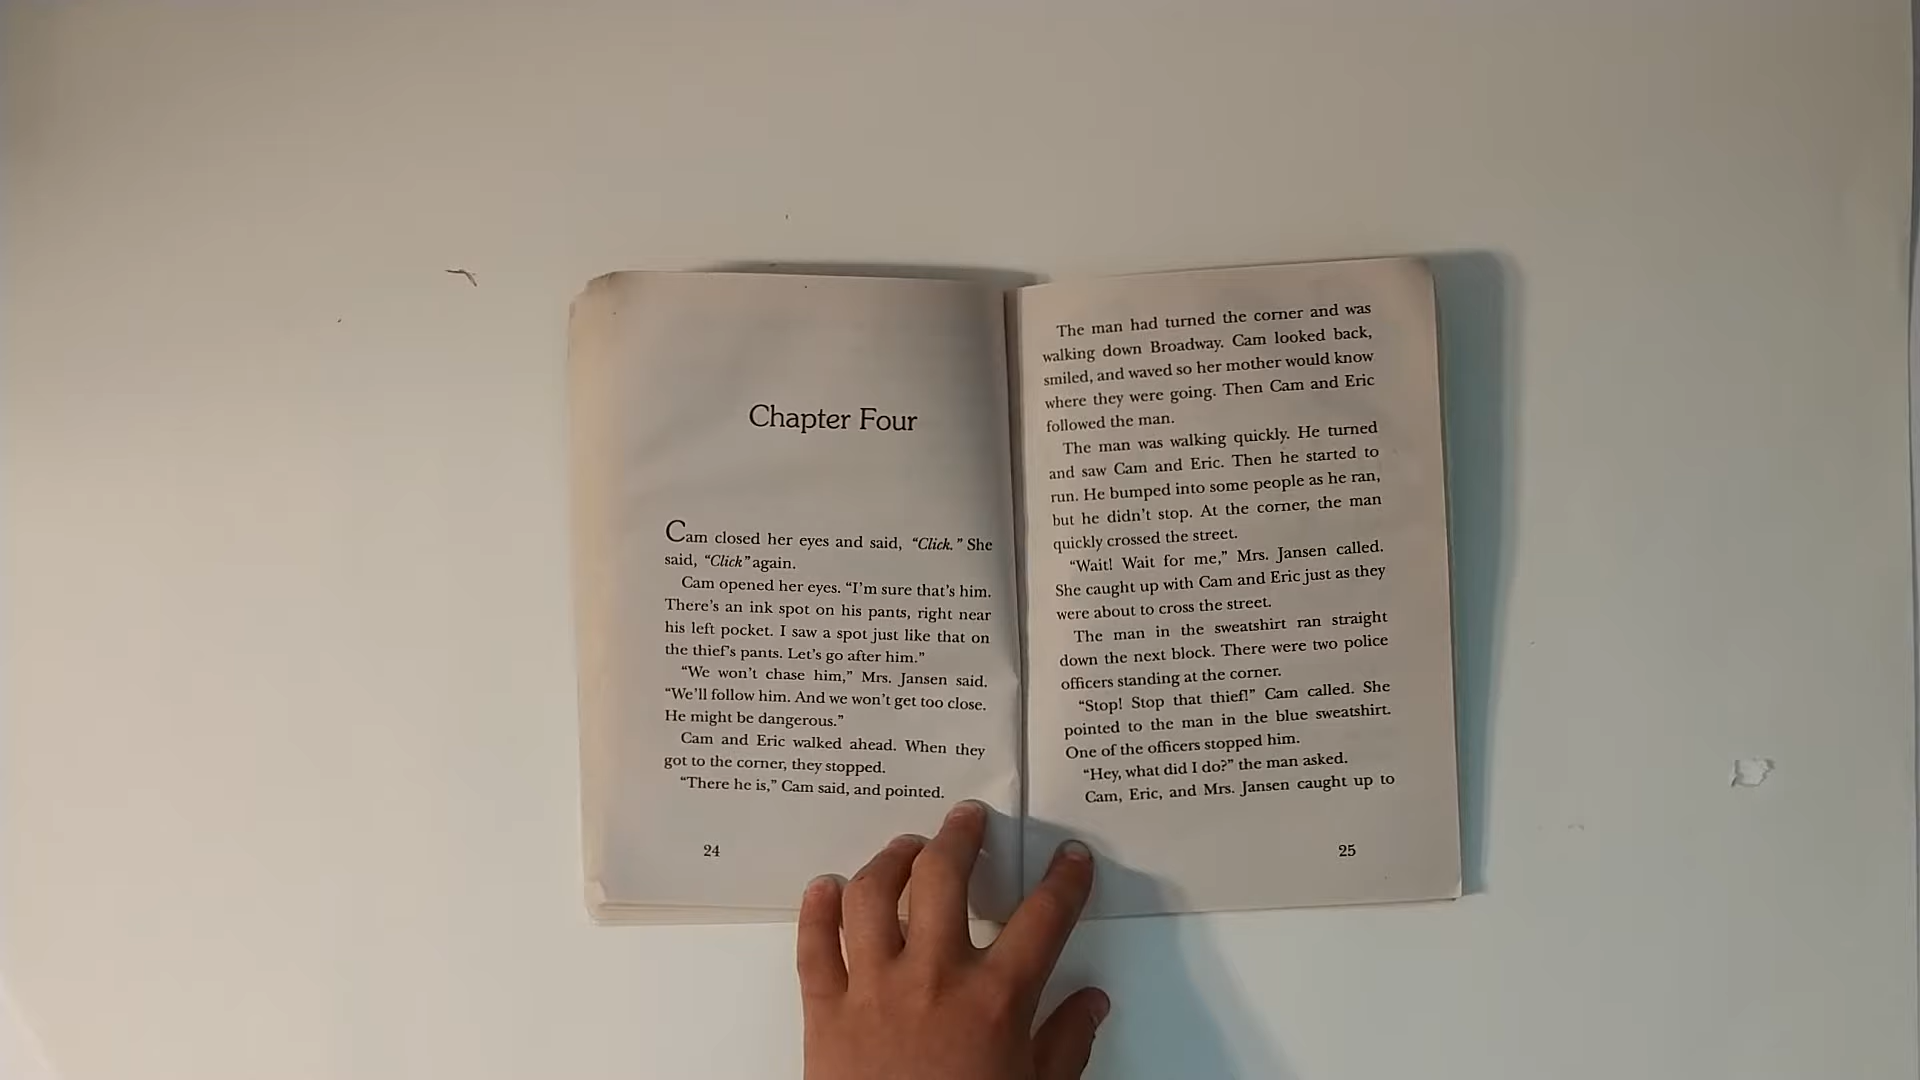 Chapter Four
Cam closed her eyes and said, “Click.” She
said, “Click” again.
Cam opened her eyes. “I’m sure that’s him.
There’s an ink spot on his pants, right near
his left pocket. I saw a spot just like that on
the thief’s pants. Let’s go after him.”
“We won’t chase him,” Mrs. Jansen said.
“We’ll follow him. And we won’t get too close.
He might be dangerous.”
Cam and Eric walked ahead. When they
got to the corner, they stopped.
“There he is,” Cam said, and pointed.
24
The man had turned the corner and was
walking down Broadway. Cam looked back,
smiled, and waved so her mother would know
where they were going. Then Cam and Eric
followed the man.
The man was walking quickly. He turned
and saw Cam and Eric. Then he started to
run. He bumped into some people as he ran,
but he didn’t stop. At the corner, the man
quickly crossed the street.
“Wait! Wait for me,” Mrs. Jansen called.
She caught up with Cam and Eric just as they
were about to cross the street.
The man in the sweatshirt ran straight
down the next block. There were two police
officers standing at the corner.
“Stop! Stop that thief!” Cam called. She
pointed to the man in the blue sweatshirt.
One of the officers stopped him.
“Hey, what did I do?” the man asked.
Cam, Eric, and Mrs. Jansen caught up to
25